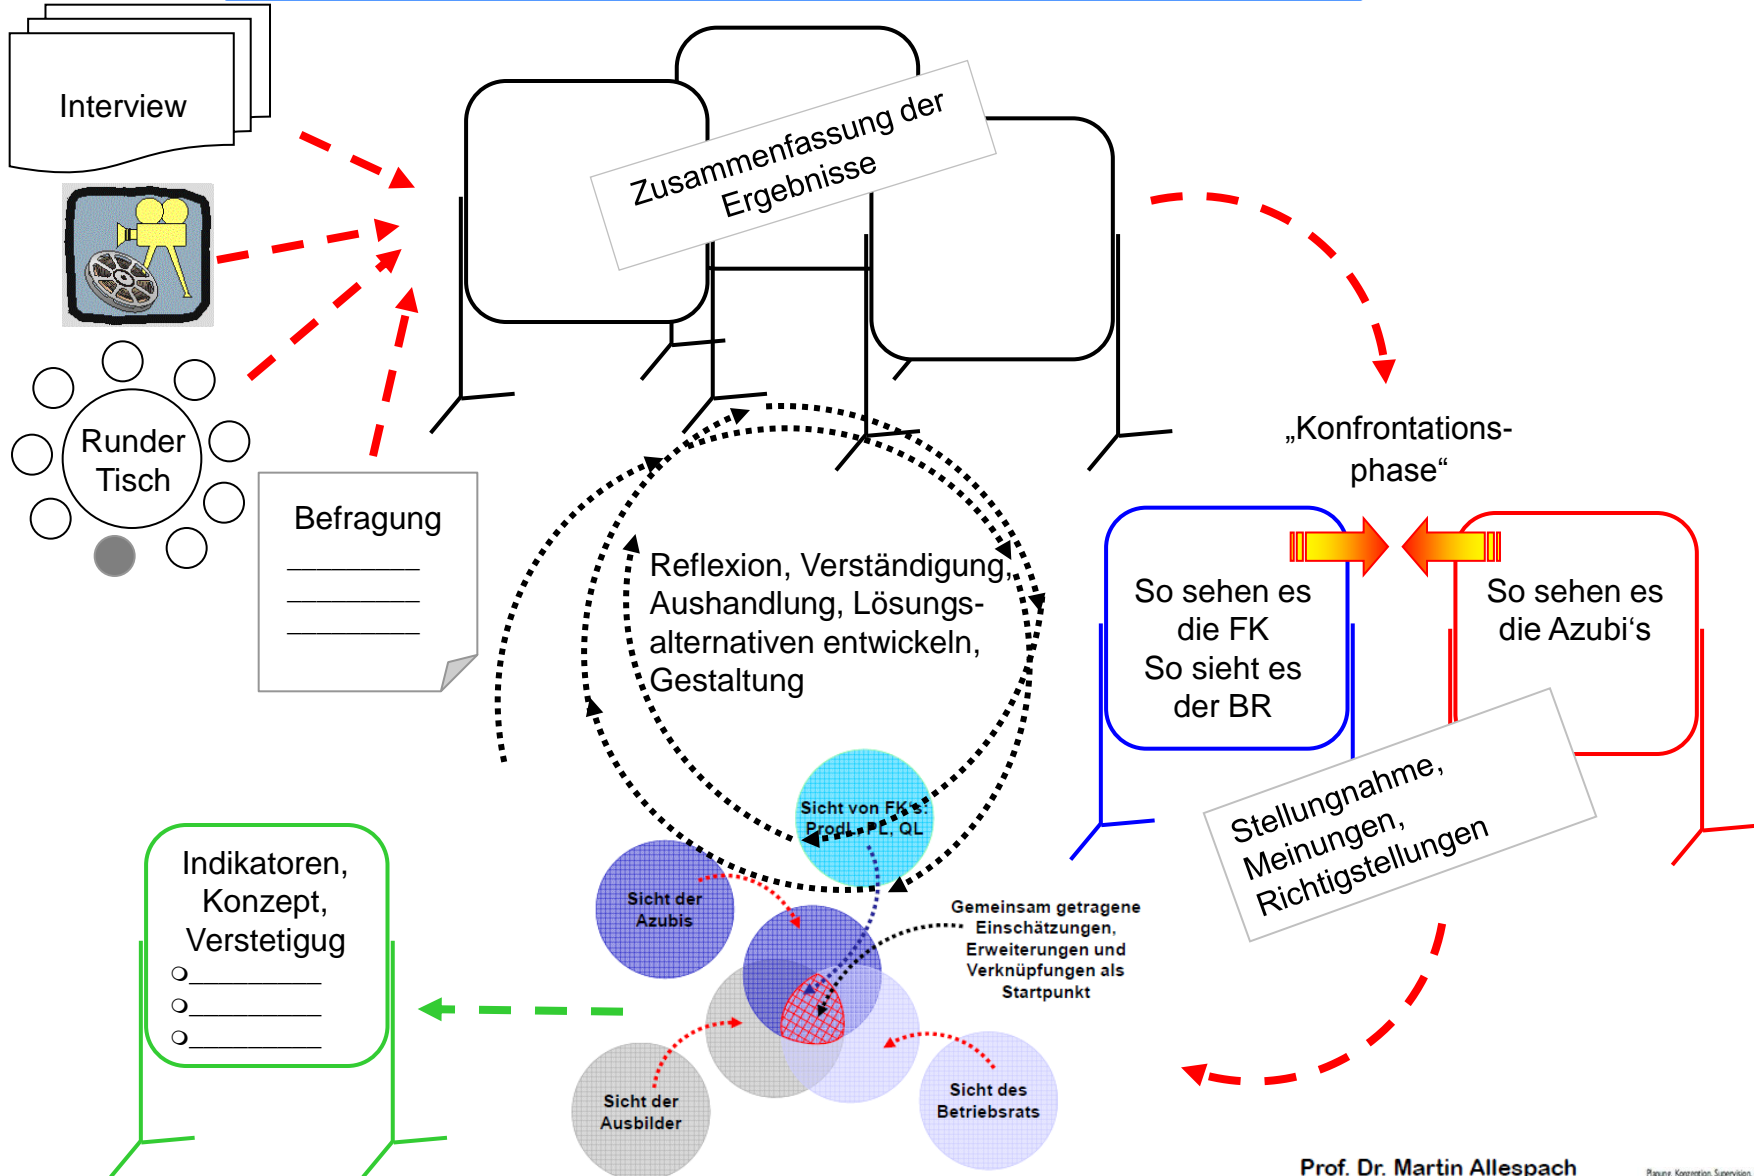 Interview
Zusammenfassung der
Ergebnisse
Runder
Tisch
Befragung
„Konfrontations-
phase“
Reflexion, Verständigung,
Aushandlung, Lösungs-
alternativen entwickeln,
Gestaltung
So sehen es
die FK
So sieht es
der BR
So sehen es
die Azubi‘s
Stellungnahme,
Meinungen,
Richtigstellungen
Sicht von FK's:
Prodl., PL, QL
Sicht der
Azubis
Gemeinsam getragene
Einschätzungen,
Erweiterungen und
Verknüpfungen als
Startpunkt
Indikatoren,
Konzept,
Verstetigug
Sicht der
Ausbilder
Sicht des
Betriebsrats
Prof. Dr. Martin Allespach
Planung, Konzeption, Supervision,